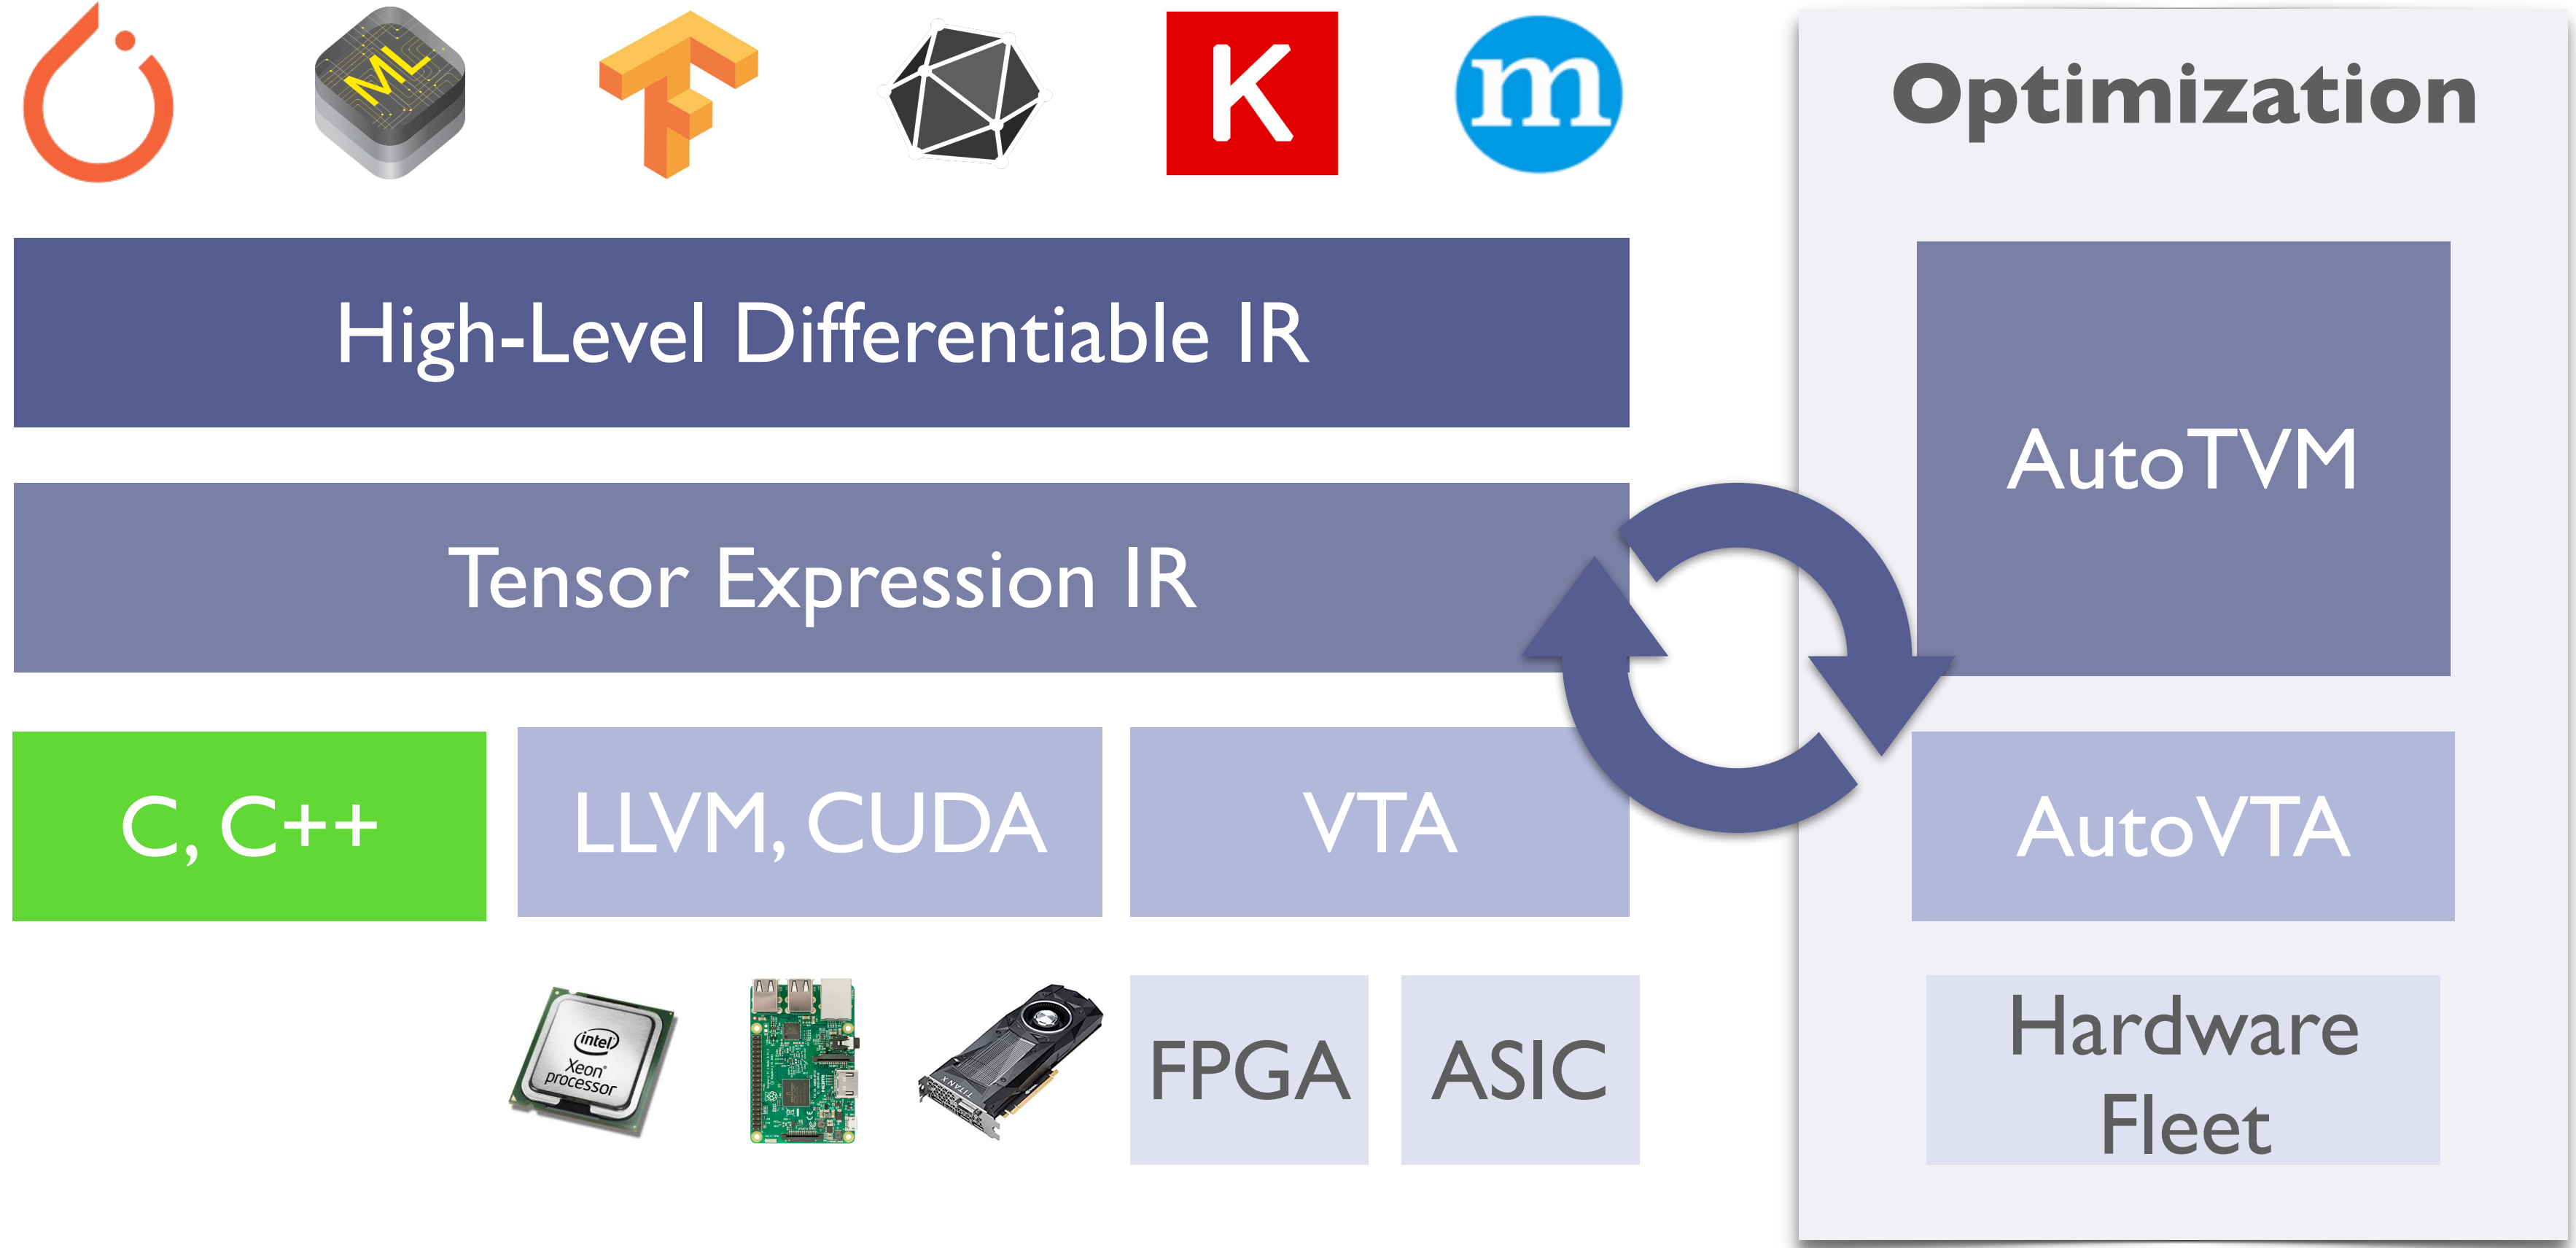 ML
K
m
Optimization
High-Level Differentiable IR
AutoTVM
Tensor Expression IR
C, C++
LLVM, CUDA
VTA
AutoVTA
intel
Xeon®
processor
TITAN X
FPGA
ASIC
Hardware
Fleet